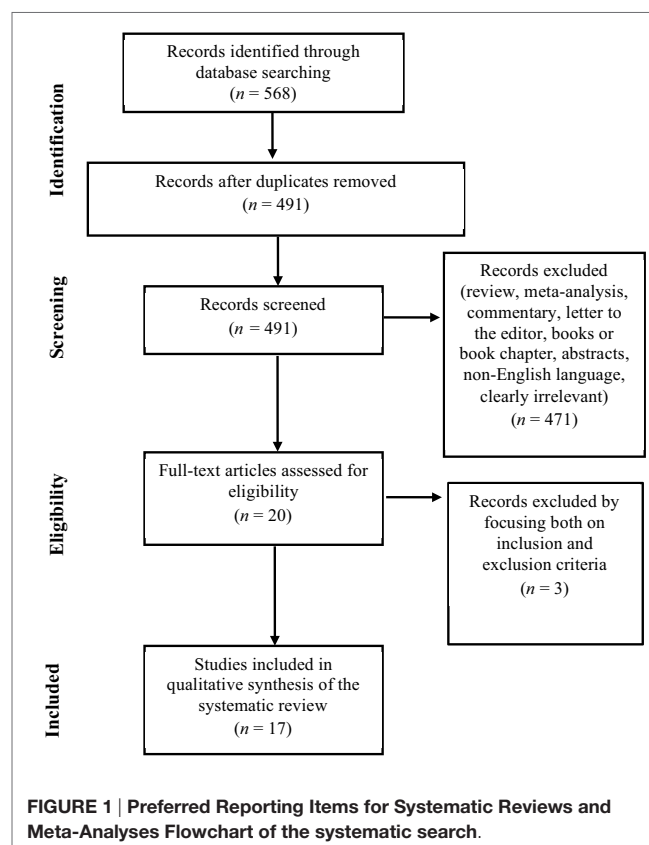 Identification
Records identified through
database searching
(n = 568)
Records after duplicates removed
(n = 491)
Screening
Records screened
(n = 491)
Records excluded
(review, meta-analysis,
commentary, letter to
the editor, books or
book chapter, abstracts,
non-English language,
clearly irrelevant)
(n = 471)
Eligibility
Full-text articles assessed for
eligibility
(n = 20)
Records excluded by
focusing both on
inclusion and
exclusion criteria
(n = 3)
Included
Studies included in
qualitative synthesis of the
systematic review
(n = 17)
FIGURE 1 | Preferred Reporting Items for Systematic Reviews and
Meta-Analyses Flowchart of the systematic search.